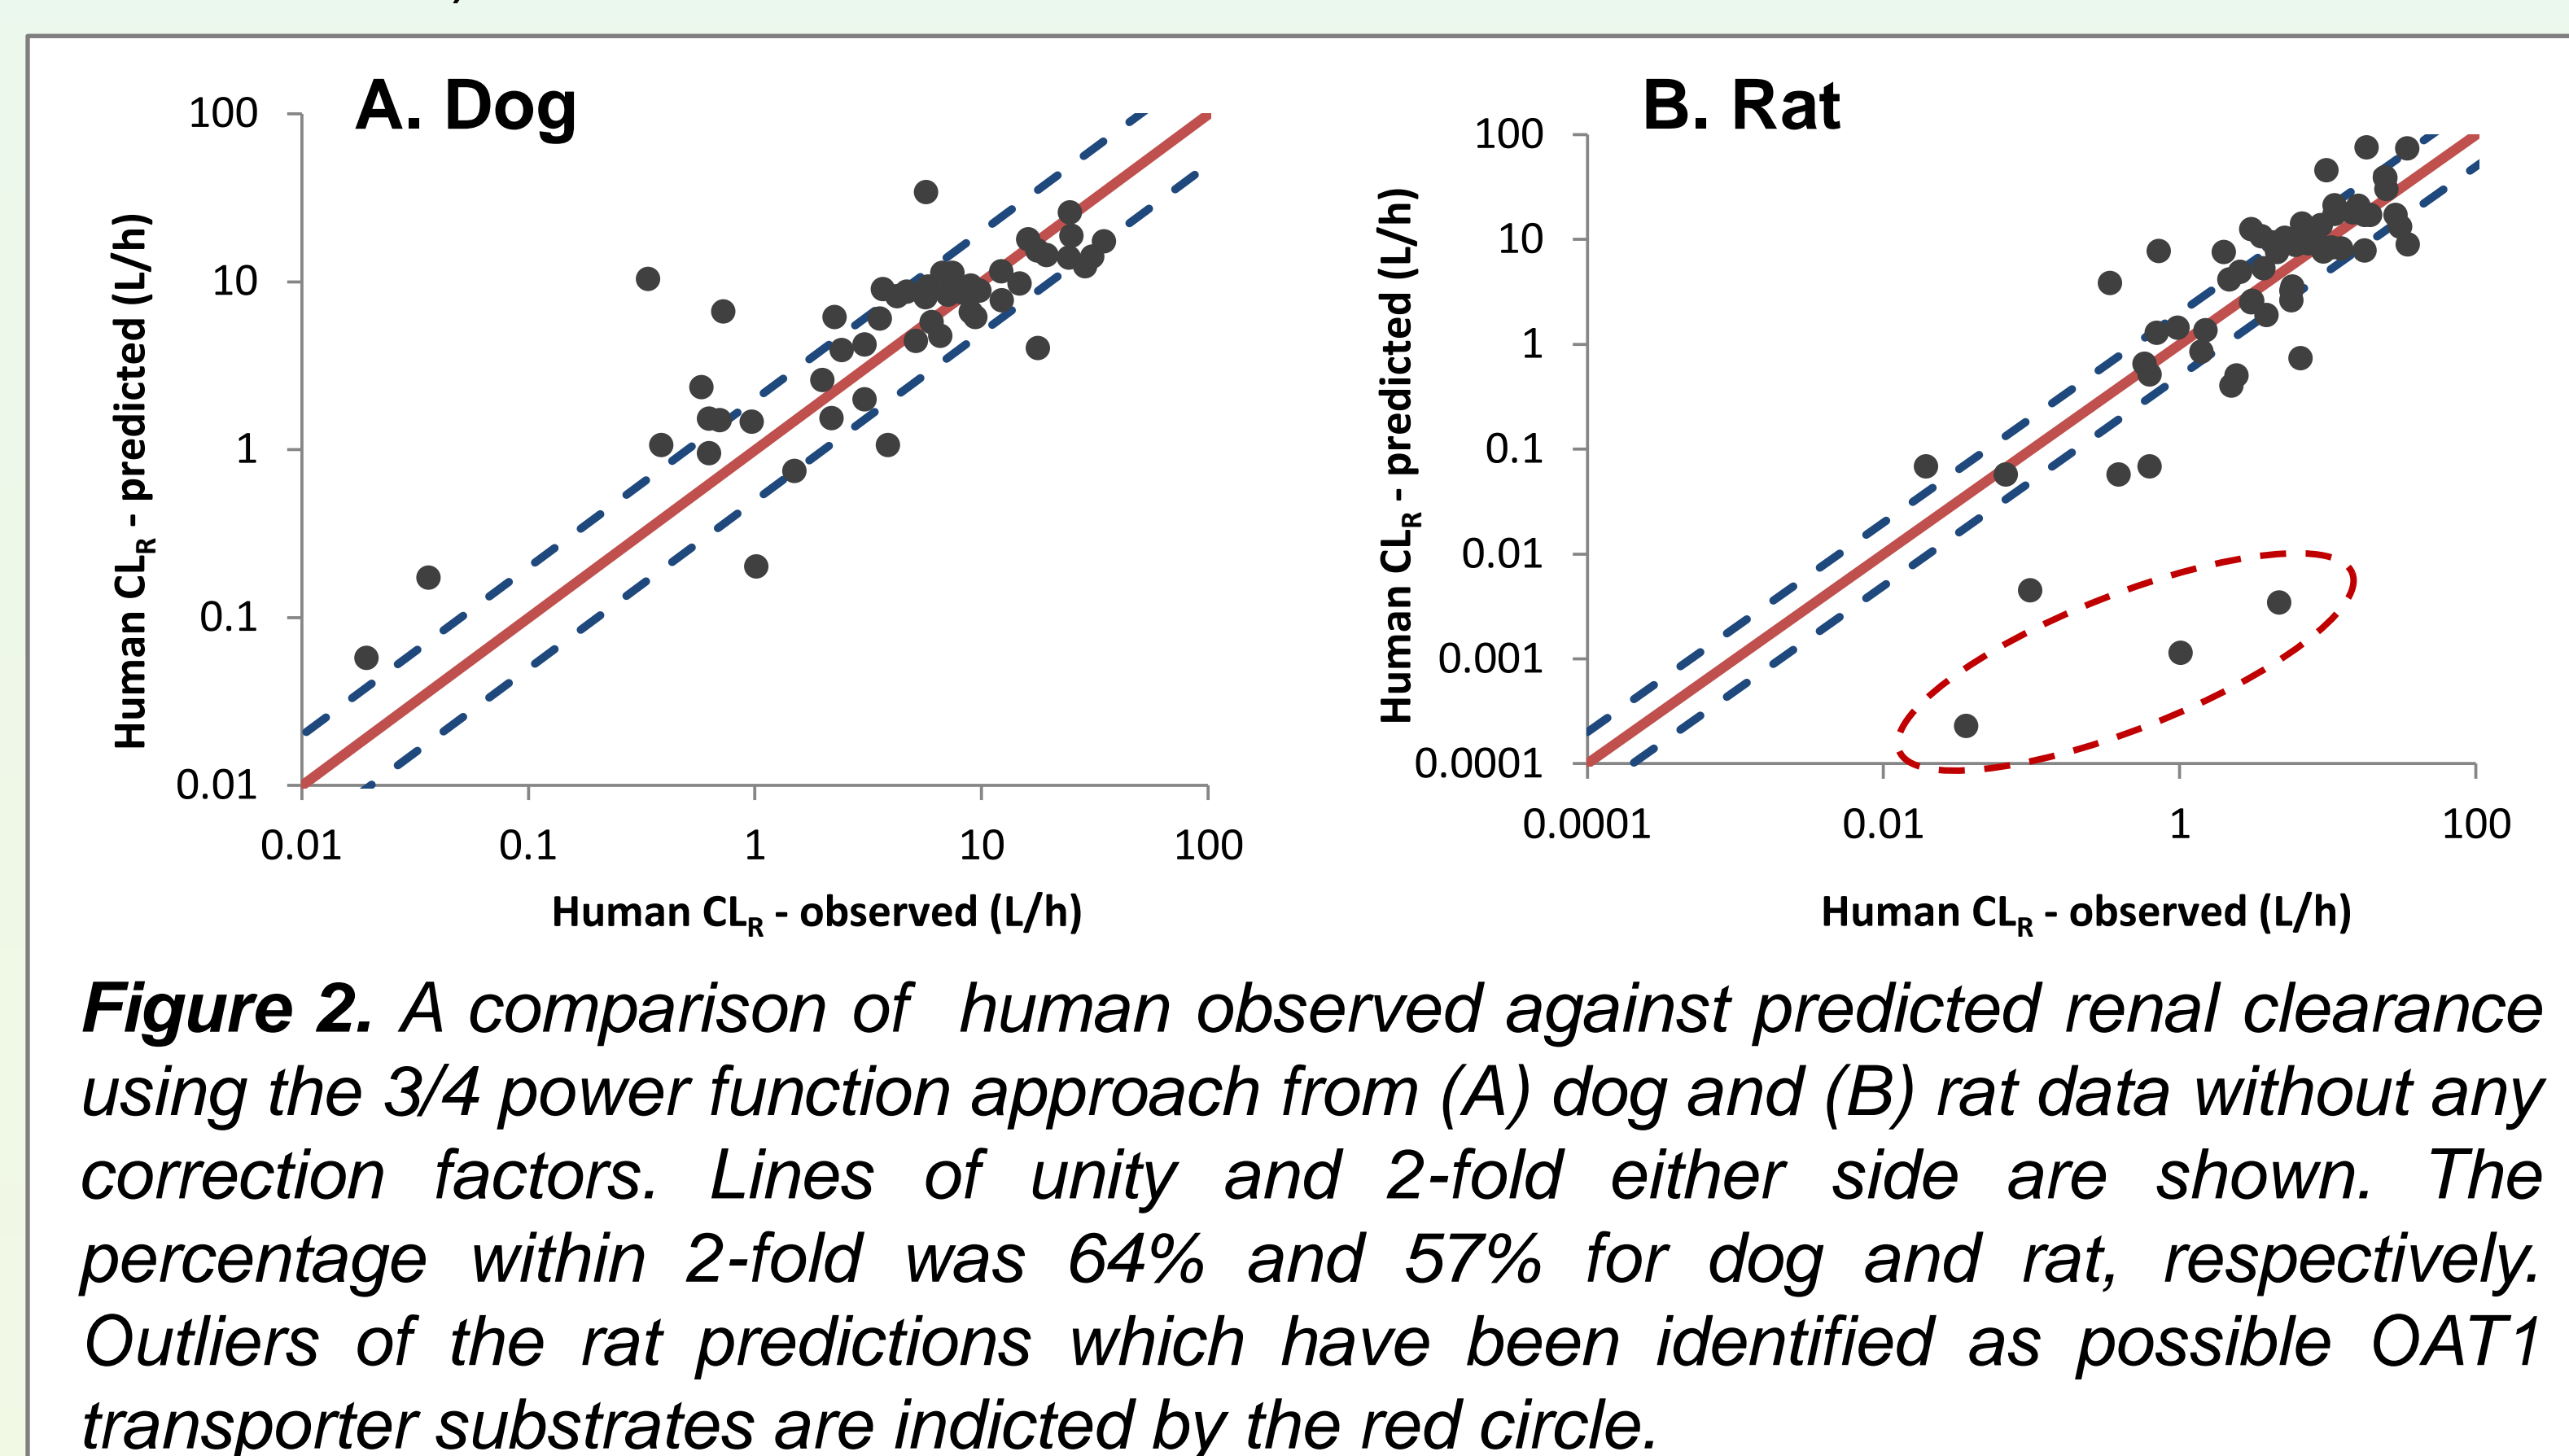 A. Dog
Human CLR - predicted (L/h)
100
10
1
0.1
0.01
0.01 0.1 1 10 100
Human CLR - observed (L/h)
B. Rat
Human CLR - predicted (L/h)
100
10
1
0.1
0.01
0.001
0.0001
0.0001 0.01 1 100
Human CLR - observed (L/h)
Figure 2. A comparison of human observed against predicted renal clearance
using the 3/4 power function approach from (A) dog and (B) rat data without any
correction factors. Lines of unity and 2-fold either side are shown. The
percentage within 2-fold was 64% and 57% for dog and rat, respectively.
Outliers of the rat predictions which have been identified as possible OAT1
transporter substrates are indicted by the red circle.